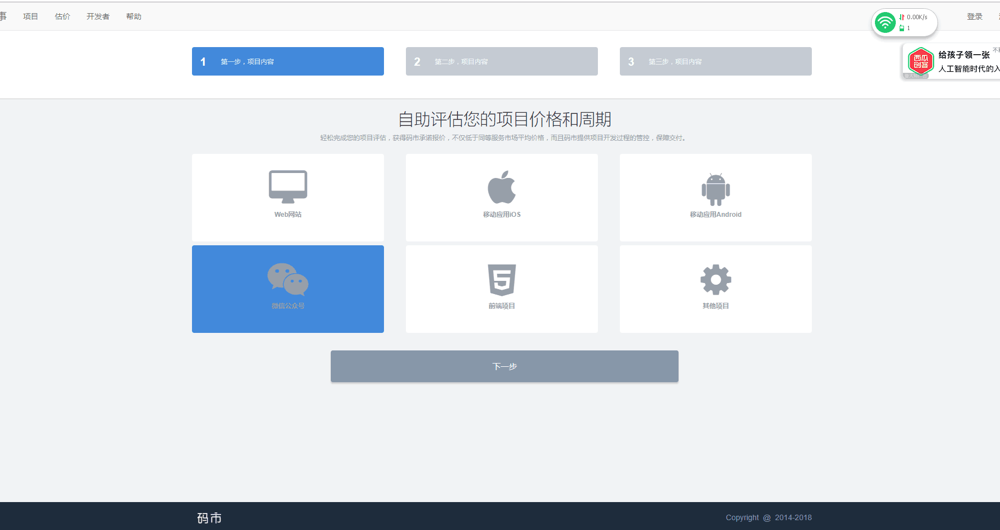 事 项目 估价 开发者 帮助 登录
0.00K/s
1
1 第一步，项目内容
2 第二步，项目内容
3 第三步，项目内容
西瓜
创客
给孩子领一张
人工智能时代的入
自助评估您的项目价格和周期
轻松完成您的项目评估，获得码市承诺报价，不仅低于同等服务市场平均价格，而且码市提供项目开发过程的管控，保障交付。
Web网站
移动应用iOS
移动应用Android
微信公众号
前端项目
其他项目
下一步
码市
Copyright @ 2014-2018